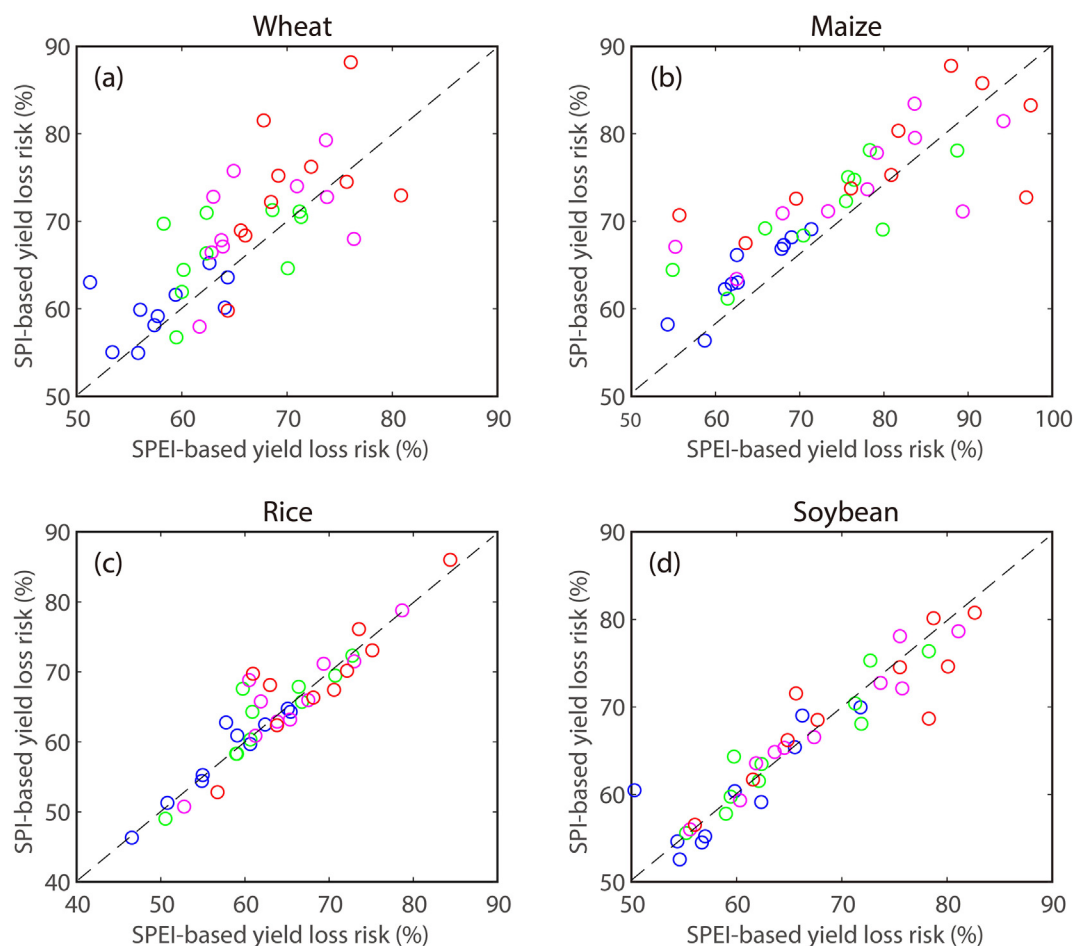 Wheat
(a)
90
80
70
60
50
SPI-based yield loss risk (%)
50 60 70 80 90
SPEI-based yield loss risk (%)
Maize
(b)
90
80
70
60
50
SPI-based yield loss risk (%)
50 60 70 80 90 100
SPEI-based yield loss risk (%)
Rice
(c)
90
80
70
60
50
40
SPI-based yield loss risk (%)
40 50 60 70 80 90
SPEI-based yield loss risk (%)
Soybean
(d)
90
80
70
60
50
SPI-based yield loss risk (%)
50 60 70 80 90
SPEI-based yield loss risk (%)